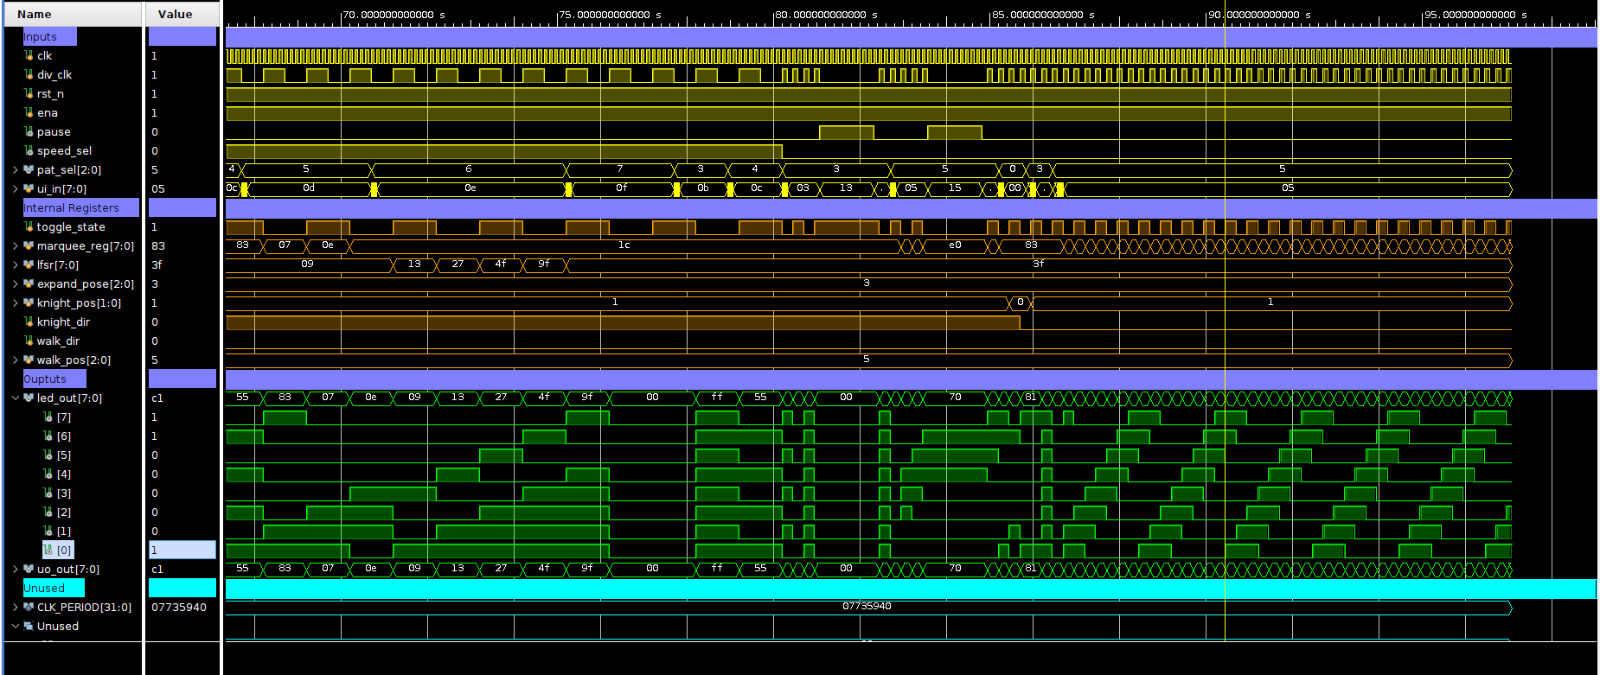 Name Value 70.000000000000 s 75.000000000000 s 80.000000000000 s 85.000000000000 s 90.000000000000 s 95.000000000000 s
Inputs
clk 1
div_clk 1
rst_n 1
ena 1
pause 0
speed_sel 0
pat_sel[2:0] 5 4 5 6 7 3 4 3 5 0 3 5
ui_in[7:0] 05 0c 0d 0e 0f 0b 0c 03 13 . 05 15 . 00 . 05
Internal Registers
toggle_state 1
marquee_reg[7:0] 83 83 07 0e 1c e0 83
lfsr[7:0] 3f 09 13 27 4f 9f 3f
expand_pose[2:0] 3 3
knight_pos[1:0] 1 1 0 1
knight_dir 0
walk_dir 0
walk_pos[2:0] 5 5
Ouptuts
led_out[7:0] c1 55 83 07 0e 09 13 27 4f 9f 00 ff 55 00 70 81
[7] 1
[6] 1
[5] 0
[4] 0
[3] 0
[2] 0
[1] 0
[0] 1
uo_out[7:0] c1 55 83 07 0e 09 13 27 4f 9f 00 ff 55 00 70 81
Unused
CLK_PERIOD[31:0] 07735940 07735940
Unused